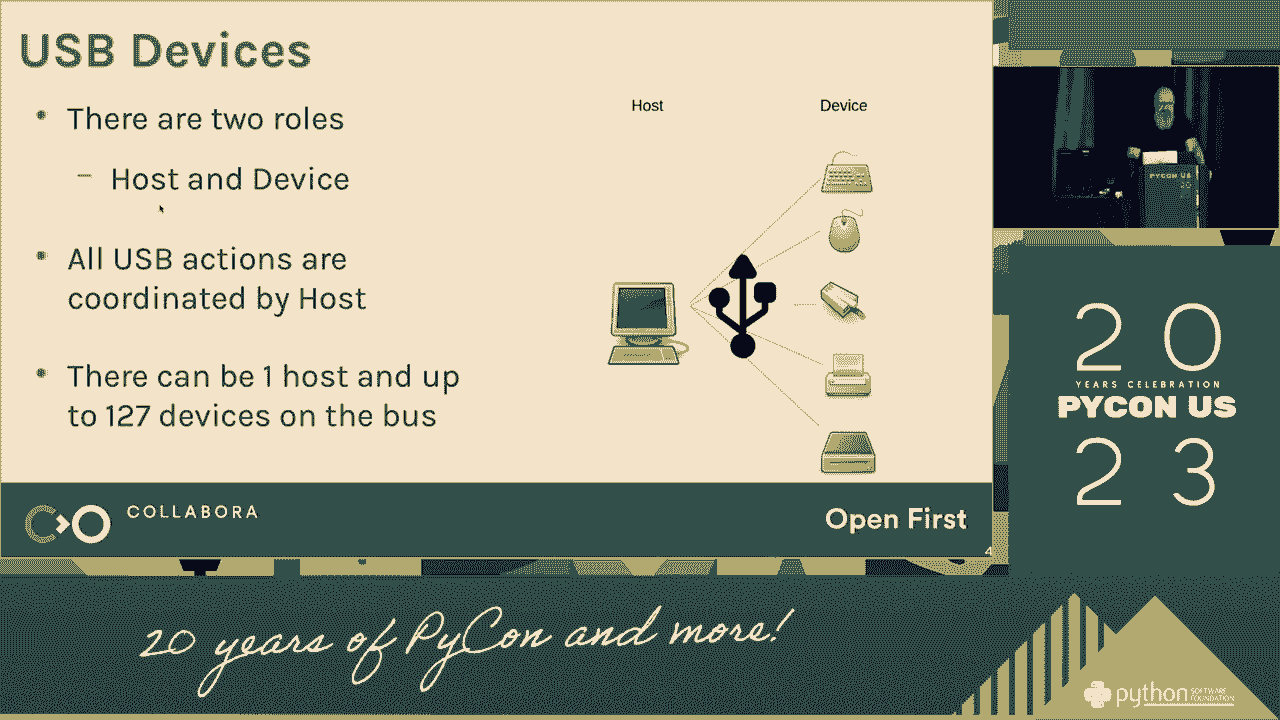 USB Devices
There are two roles
Host and Device
All USB actions are
coordinated by Host
There can be 1 host and up
to 127 devices on the bus
Host
Device
COLLABORA
Open First
4
PYCON US
20
20
YEARS CELEBRATION
PYCON US
23
20 years of PyCon and more!
python
SOFTWARE
FOUNDATION